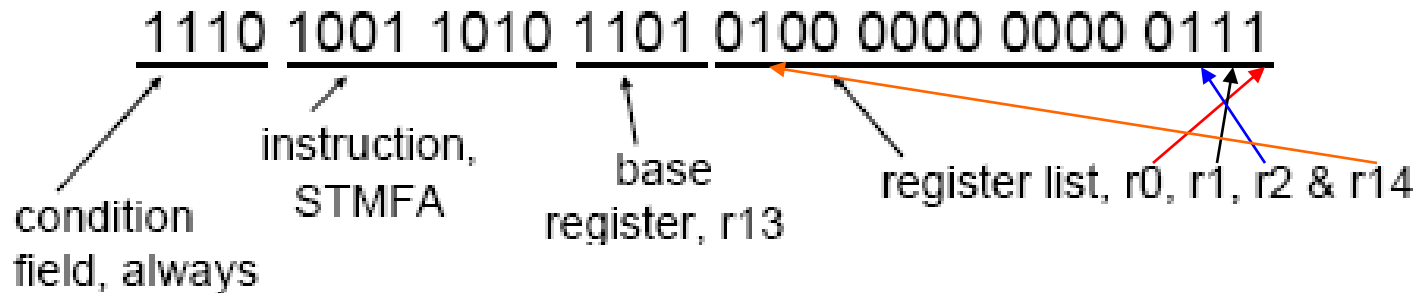 1110 1001 1010 1101 0100 0000 0000 0111
instruction,
STMFA
base
register, r13
register list, r0, r1, r2 & r14
condition
field, always